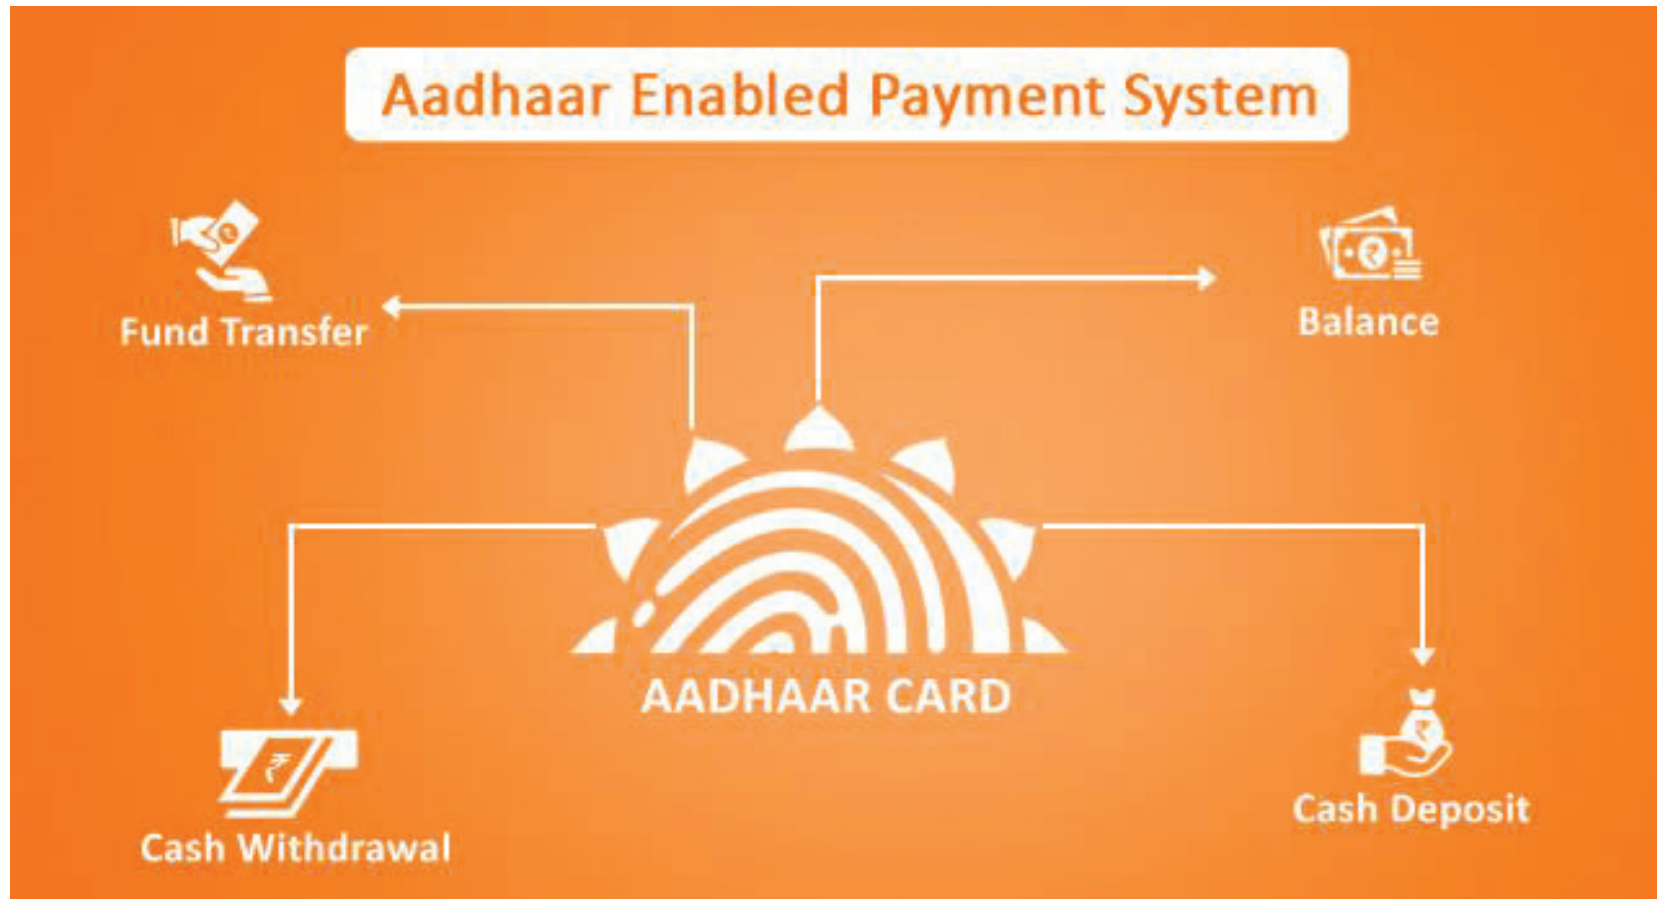 Aadhaar Enabled Payment System
Fund Transfer
Balance
AADHAAR CARD
Cash Withdrawal
Cash Deposit